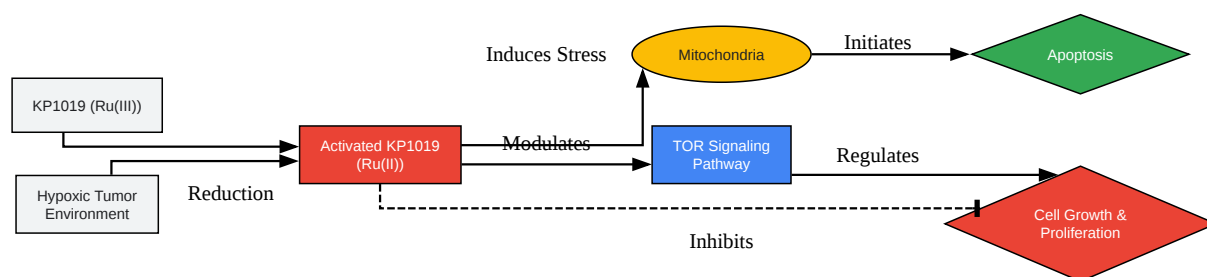 Induces Stress
Mitochondria
Initiates
Apoptosis
KP1019 (Ru(III))
Activated KP1019
(Ru(II))
Modulates
TOR Signaling
Pathway
Regulates
Hypoxic Tumor
Environment
Reduction
Cell Growth &
Proliferation
Inhibits